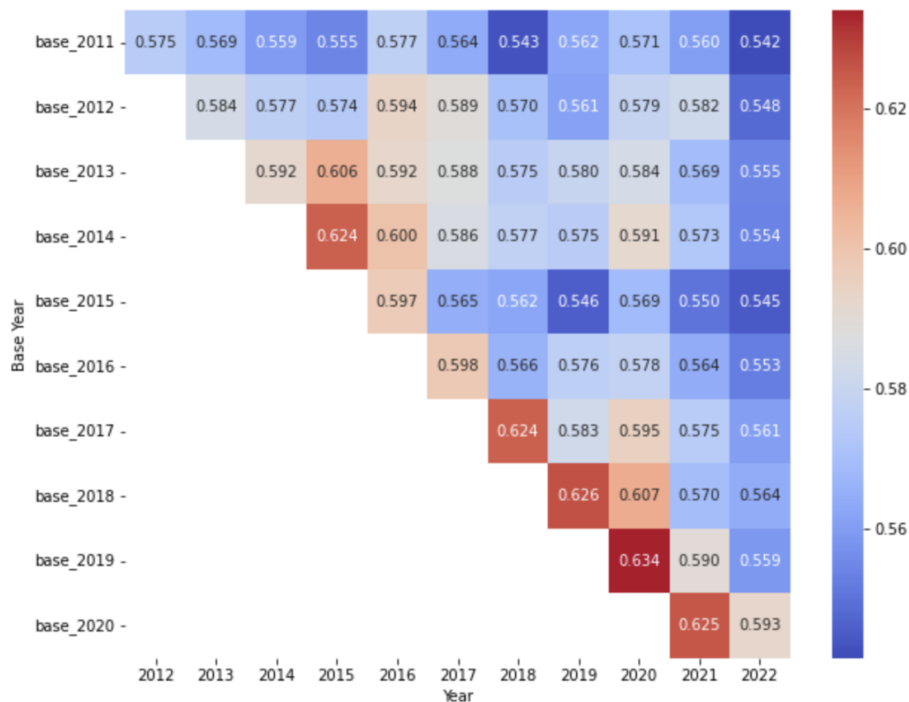 base_2011 0.575 0.569 0.559 0.555 0.577 0.564 0.543 0.562 0.571 0.560 0.542
base_2012 0.584 0.577 0.574 0.594 0.589 0.570 0.561 0.579 0.582 0.548
0.62
base_2013 0.592 0.606 0.592 0.588 0.575 0.580 0.584 0.569 0.555
base_2014 0.624 0.600 0.586 0.577 0.575 0.591 0.573 0.554
0.60
base_2015 0.597 0.565 0.562 0.546 0.569 0.550 0.545
Base Year
base_2016 0.598 0.566 0.576 0.578 0.564 0.553
0.58
base_2017 0.624 0.583 0.595 0.575 0.561
base_2018 0.626 0.607 0.570 0.564
0.56
base_2019 0.634 0.590 0.559
base_2020 0.625 0.593
2012 2013 2014 2015 2016 2017 2018 2019 2020 2021 2022
Year